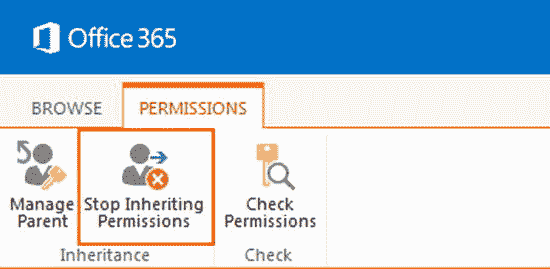 Office 365
BROWSE PERMISSIONS
Manage Stop Inheriting Check
Parent Permissions Permissions
Inheritance Check